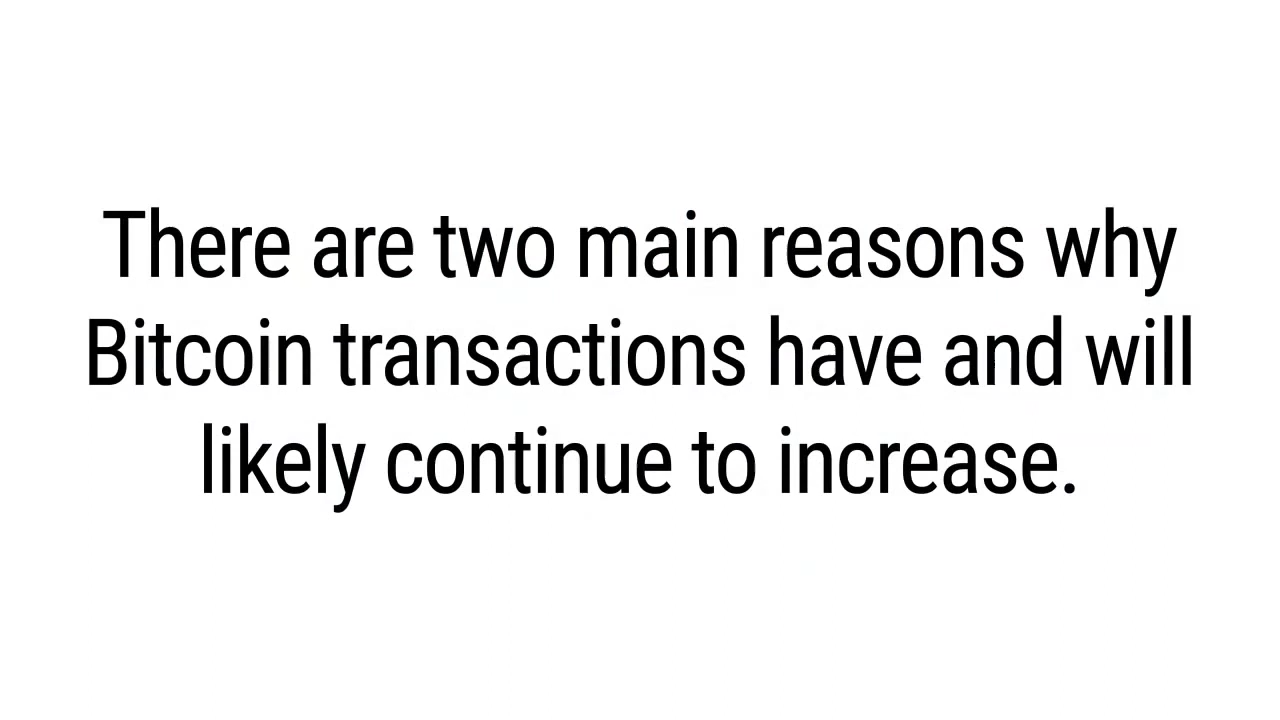 There are two main reasons why
Bitcoin transactions have and will
likely continue to increase.